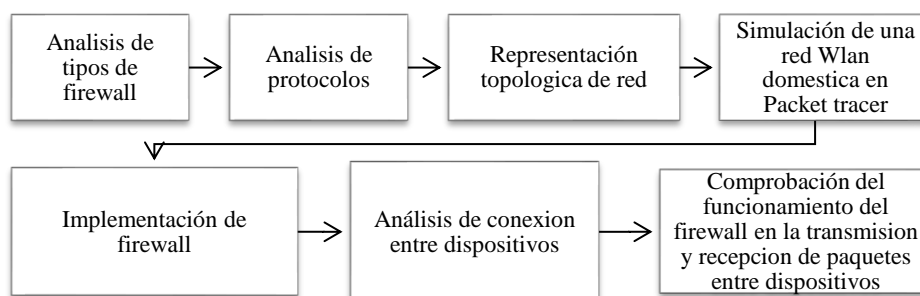 Analisis de
tipos de
firewall
Analisis de
protocolos
Representación
topologica de red
Simulación de una
red Wlan
domestica en
Packet tracer
Implementación de
firewall
Análisis de conexion
entre dispositivos
Comprobación del
funcionamiento del
firewall en la transmision
y recepcion de paquetes
entre dispositivos